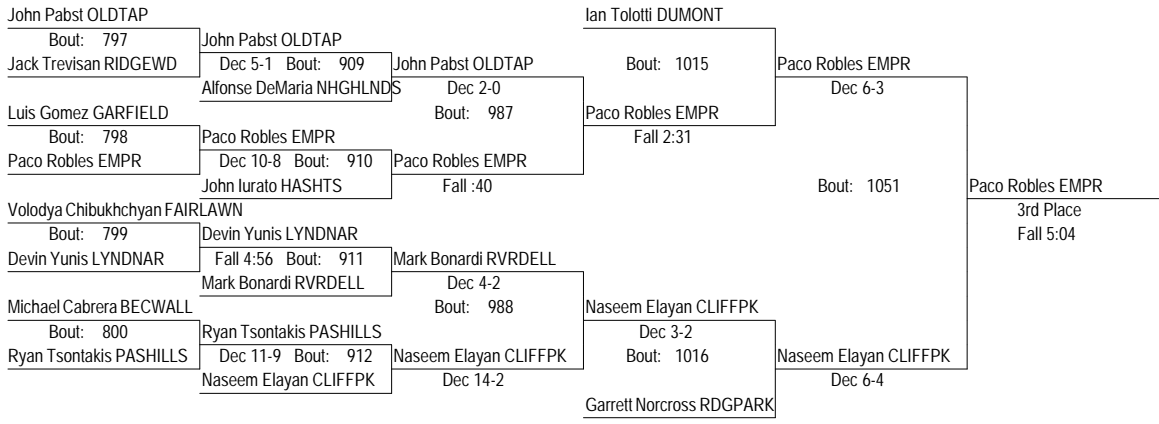 John Pabst OLDTAP
Bout: 797
Jack Trevisan RIDGEWD
Luis Gomez GARFIELD
Bout: 798
Paco Robles EMPR
Volodya Chibukhchyan FAIRLAWN
Bout: 799
Devin Yunis LYNDNAR
Michael Cabrera BECWALL
Bout: 800
Ryan Tsontakis PASHILLS
John Pabst OLDTAP
Dec 5-1 Bout: 909
Alfonse DeMaria NHGHLNDS
Paco Robles EMPR
Dec 10-8 Bout: 910
John Iurato HASHTS
Devin Yunis LYNDNAR
Fall 4:56 Bout: 911
Mark Bonardi RVRDELL
Ryan Tsontakis PASHILLS
Dec 11-9 Bout: 912
Naseem Elayan CLIFFPK
John Pabst OLDTAP
Dec 2-0
Bout: 987
Paco Robles EMPR
Fall :40
Mark Bonardi RVRDELL
Dec 4-2
Bout: 988
Naseem Elayan CLIFFPK
Dec 14-2
Ian Tolotti DUMONT
Bout: 1015
Paco Robles EMPR
Fall 2:31
Naseem Elayan CLIFFPK
Dec 3-2
Bout: 1016
Garrett Norcross RDGPARK
Paco Robles EMPR
Dec 6-3
Bout: 1051
Naseem Elayan CLIFFPK
Dec 6-4
Paco Robles EMPR
3rd Place
Fall 5:04